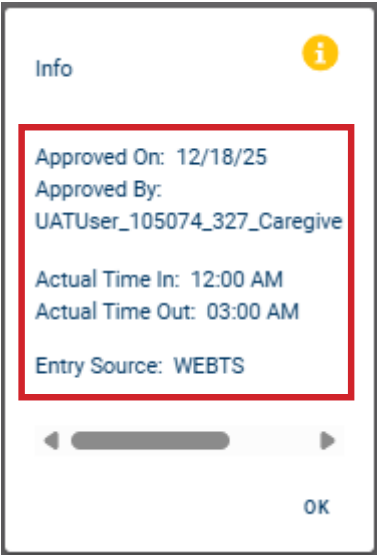 Info
Approved On: 12/18/25
Approved By:
UATUser_105074_327_Caregive
Actual Time In: 12:00 AM
Actual Time Out: 03:00 AM
Entry Source: WEBTS
OK